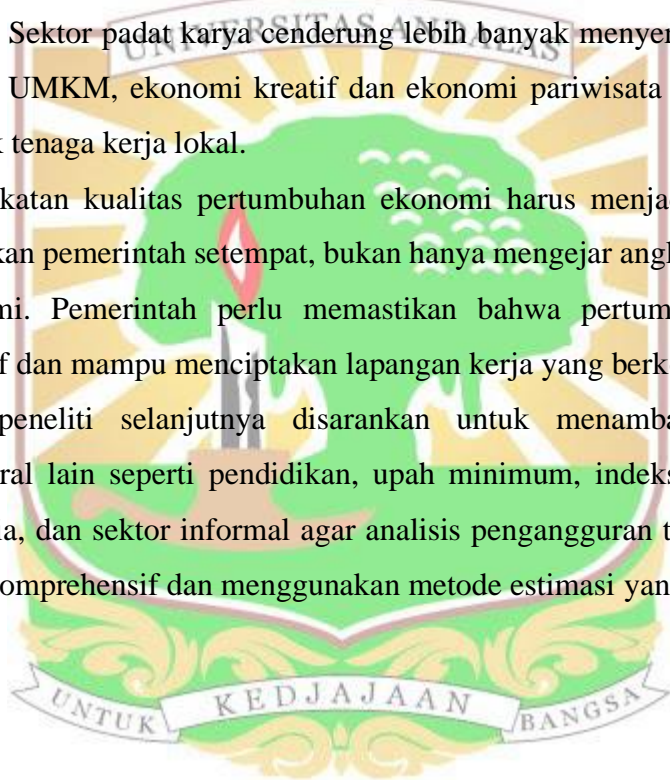 UNIVERSITAS ANDALAS
Sektor padat karya cenderung lebih banyak menyer
UMKM, ekonomi kreatif dan ekonomi pariwisata
k tenaga kerja lokal.
katan kualitas pertumbuhan ekonomi harus menjad
kan pemerintah setempat, bukan hanya mengejar angk
mi. Pemerintah perlu memastikan bahwa pertum
f dan mampu menciptakan lapangan kerja yang berk
peneliti selanjutnya disarankan untuk menamba
ral lain seperti pendidikan, upah minimum, indeks
ia, dan sektor informal agar analisis pengangguran t
omprehensif dan menggunakan metode estimasi yan
UNTUK KEDJAJAAN BANGSA